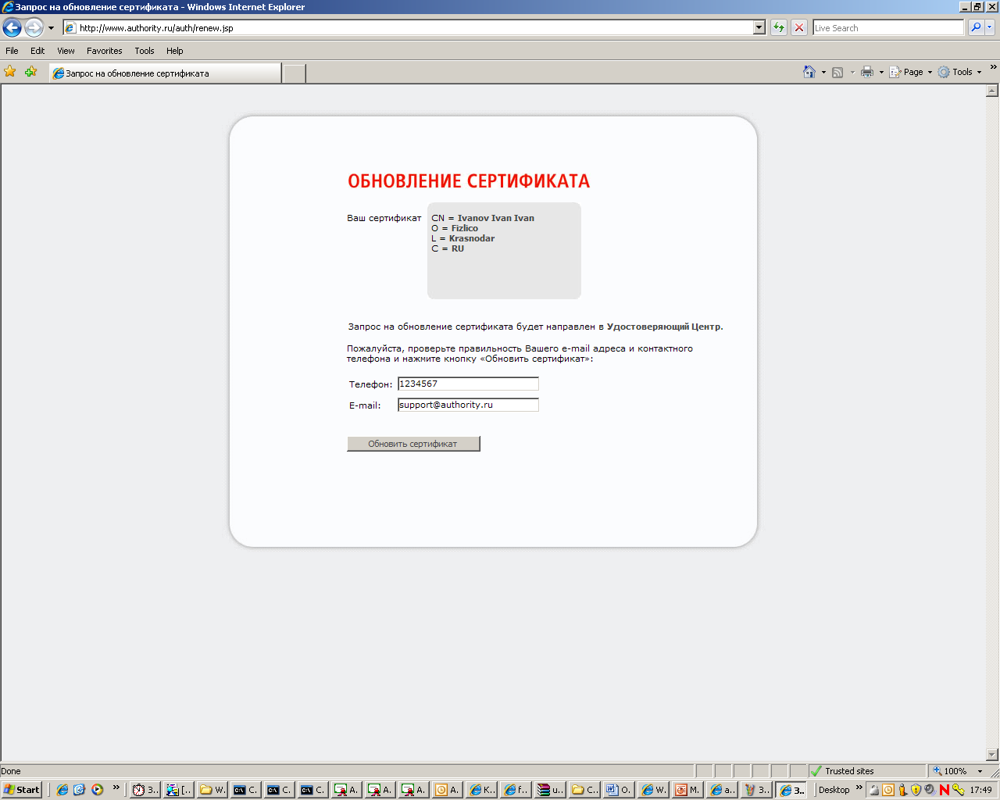 Запрос на обновление сертификата - Windows Internet Explorer
http://www.authority.ru/auth/renew.jsp
Live Search
File Edit View Favorites Tools Help
Запрос на обновление сертификата
Page Tools »
ОБНОВЛЕНИЕ СЕРТИФИКАТА
Ваш сертификат
CN = Ivanov Ivan Ivan
O = Fizlico
L = Krasnodar
C = RU
Запрос на обновление сертификата будет направлен в Удостоверяющий Центр.
Пожалуйста, проверьте правильность Вашего e-mail адреса и контактного
телефона и нажмите кнопку «Обновить сертификат»:
Телефон: 1234567
E-mail: support@authority.ru
Обновить сертификат
Done Trusted sites 100%
Start » З.. [.. W. C. C. C. A. A. A. A. K.. f.. u.. C.. O. W. M. a.. З.. З.. Desktop » 17:49